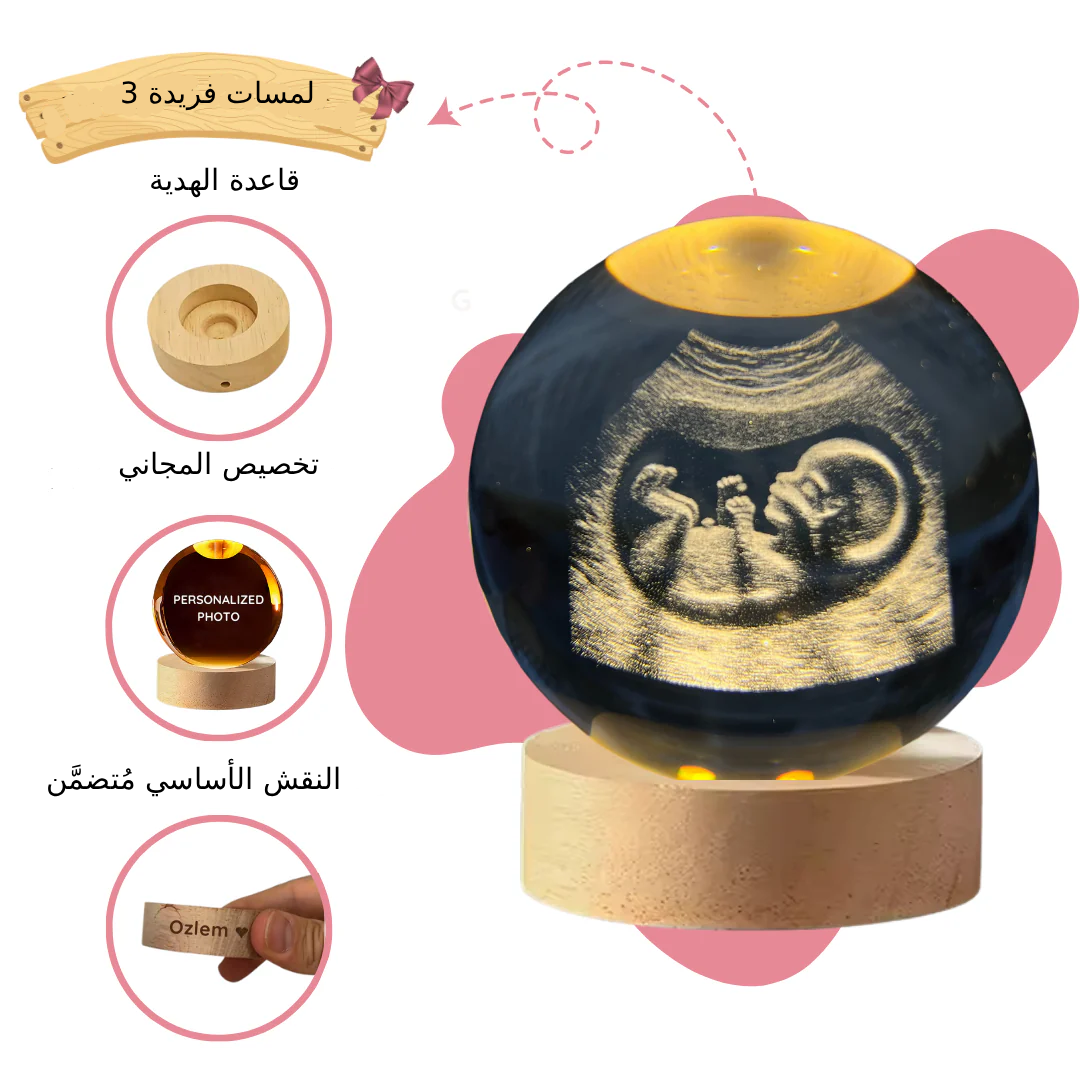 لمسات فريدة 3
قاعدة الهدية
G
تخصيص المجاني
PERSONALIZED
PHOTO
النقش الأساسي مُتضمَّن
Ozlem ♥